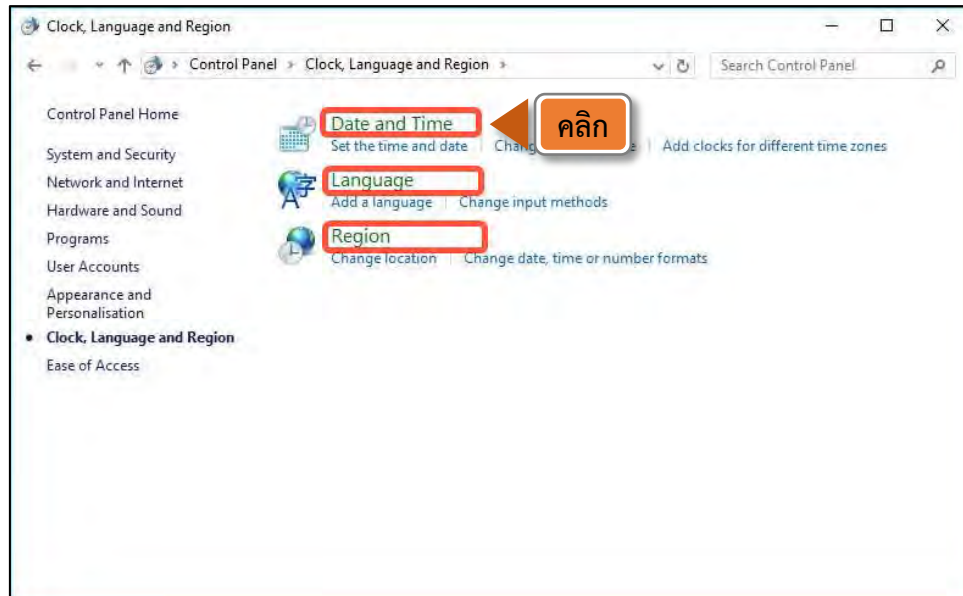 Clock, Language and Region
Control Panel › Clock, Language and Region ›
Search Control Panel
Control Panel Home
System and Security
Network and Internet
Hardware and Sound
Programs
User Accounts
Appearance and
Personalisation
Clock, Language and Region
Ease of Access
Date and Time
คลิก
Set the time and date Add clocks for different time zones
Language
Add a language Change input methods
Region
Change location Change date, time or number formats